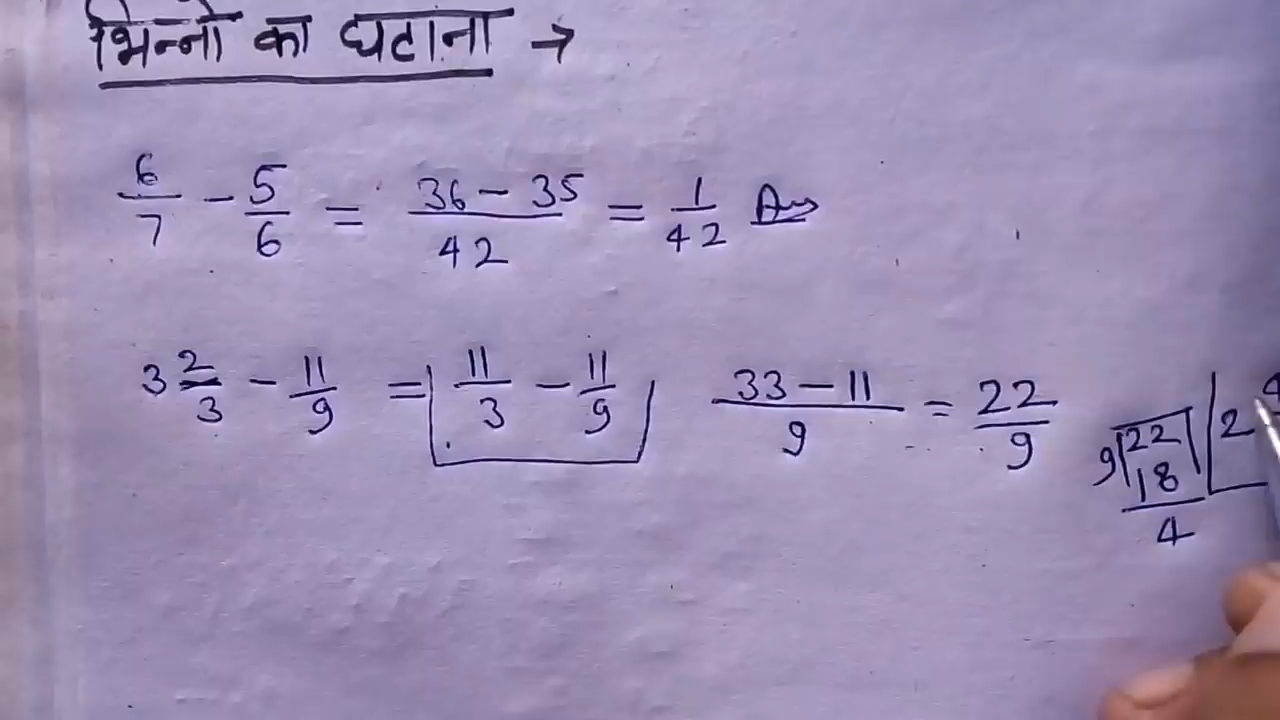 भिन्नो का घटाना →
6/7 - 5/6 = 36 - 35/42 = 1/42 Ans
3 2/3 - 11/9 = 11/3 - 11/9 33 - 11/9 = 22/9
9 22 2 4
18
4